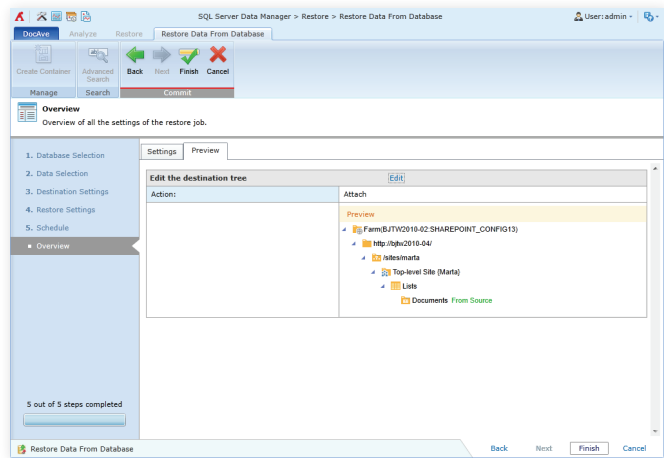 SQL Server Data Manager > Restore > Restore Data From Database
User: admin
DocAve
Analyze
Restore
Restore Data From Database
Create Container
Advanced Search
Back
Next
Finish
Cancel
Manage
Search
Commit
Overview
Overview of all the settings of the restore job.
1. Database Selection
2. Data Selection
3. Destination Settings
4. Restore Settings
5. Schedule
Overview
5 out of 5 steps completed
Settings
Preview
Edit the destination tree
Edit
Action:
Attach
Preview
Farm(BJTW2010-02:SHAREPOINT_CONFIG13)
http://bjtw2010-04/
/sites/marta
Top-level Site (Marta)
Lists
Documents From Source
Restore Data From Database
Back
Next
Finish
Cancel